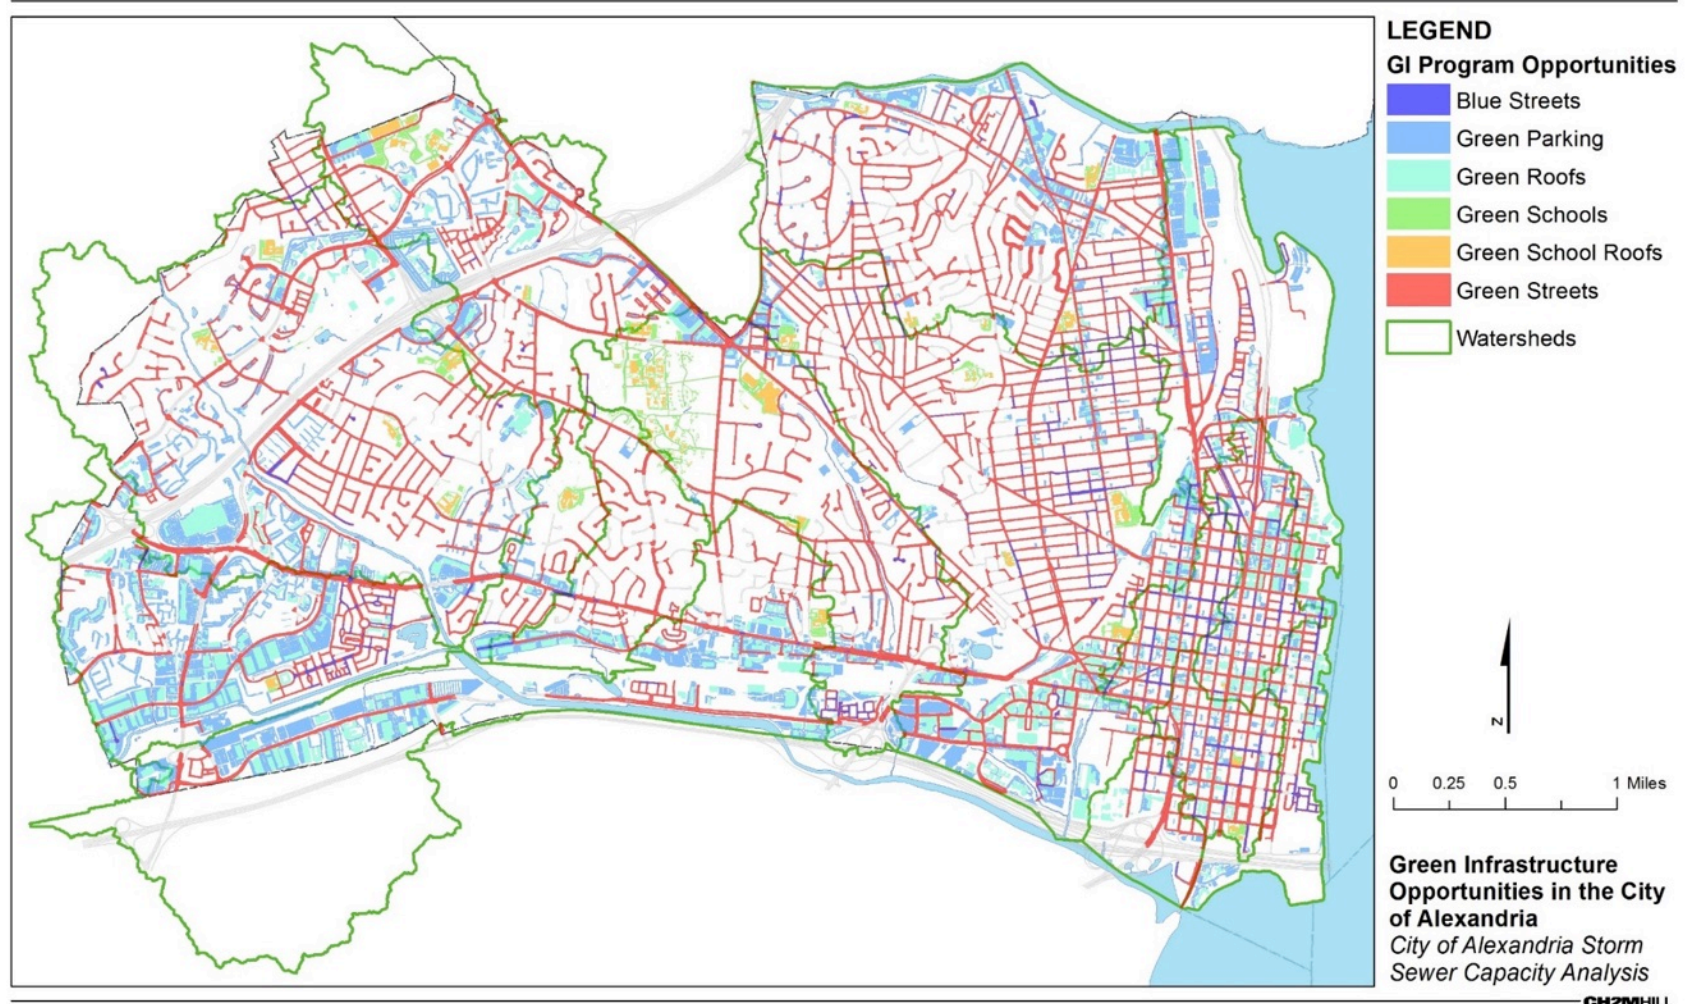 LEGEND
GI Program Opportunities
Blue Streets
Green Parking
Green Roofs
Green Schools
Green School Roofs
Green Streets
Watersheds
N
0 0.25 0.5 1 Miles
Green Infrastructure
Opportunities in the City
of Alexandria
City of Alexandria Storm
Sewer Capacity Analysis
CH2MHILL